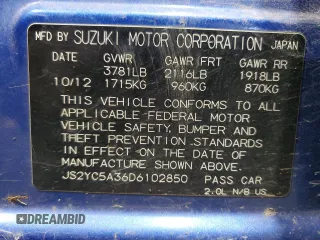 MFD BY SUZUKI MOTOR CORPORATION JAPAN
DATE GVWR GAWR FRT GAWR RR
3781LB 2116LB 1918LB
10/12 1715KG 960KG 870KG
THIS VEHICLE CONFORMS TO ALL
APPLICABLE FEDERAL MOTOR
VEHICLE SAFETY, BUMPER AND
THEFT PREVENTION STANDARDS
IN EFFECT ON THE DATE OF
MANUFACTURE SHOWN ABOVE.
JS2YC5A36D6102850 PASS CAR
2.0L N/B US
DREAMBID